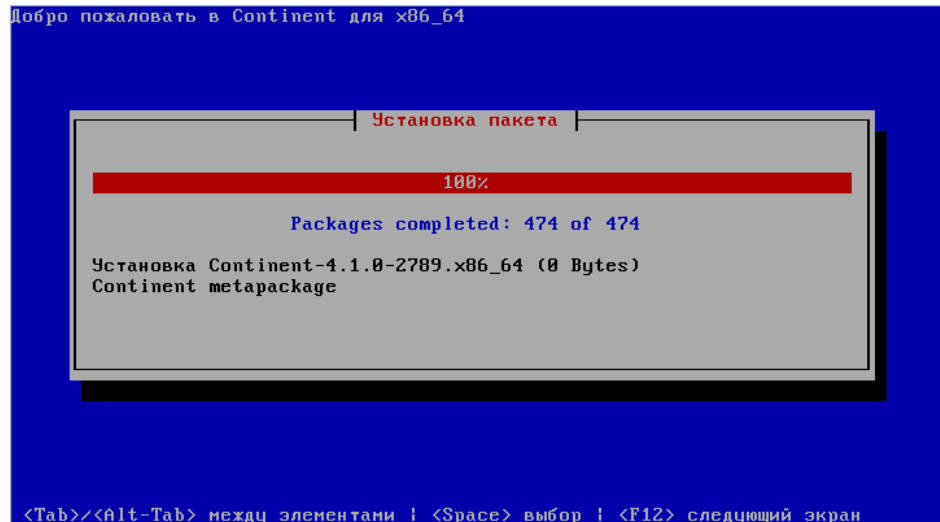 Добро пожаловать в Continent для x86_64
Установка пакета
100%
Packages completed: 474 of 474
Установка Continent-4.1.0-2789.x86_64 (0 Bytes)
Continent metapackage
<Tab>/<Alt-Tab> между элементами | <Space> выбор | <F12> следующий экран